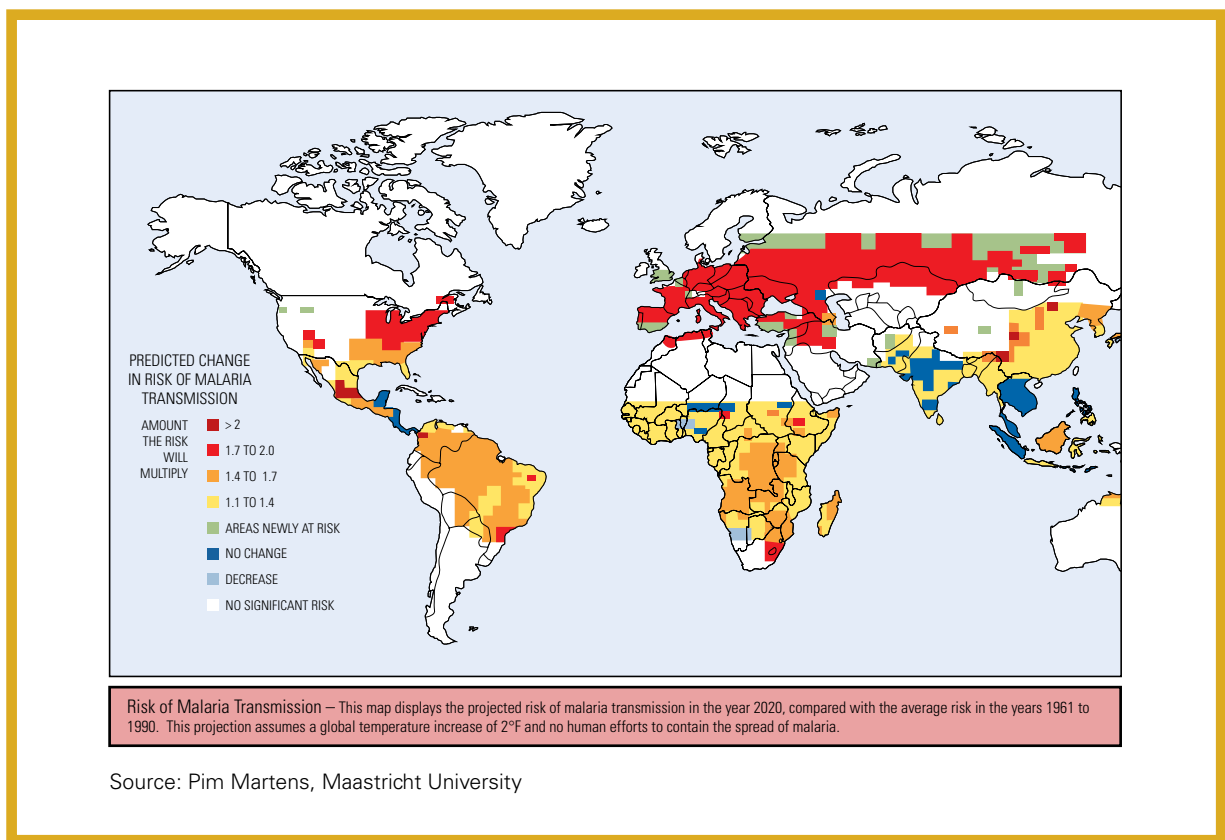 PREDICTED CHANGE
IN RISK OF MALARIA
TRANSMISSION
AMOUNT
THE RISK
WILL
MULTIPLY
> 2
1.7 TO 2.0
1.4 TO 1.7
1.1 TO 1.4
AREAS NEWLY AT RISK
NO CHANGE
DECREASE
NO SIGNIFICANT RISK
Risk of Malaria Transmission – This map displays the projected risk of malaria transmission in the year 2020, compared with the average risk in the years 1961 to
1990. This projection assumes a global temperature increase of 2°F and no human efforts to contain the spread of malaria.
Source: Pim Martens, Maastricht University